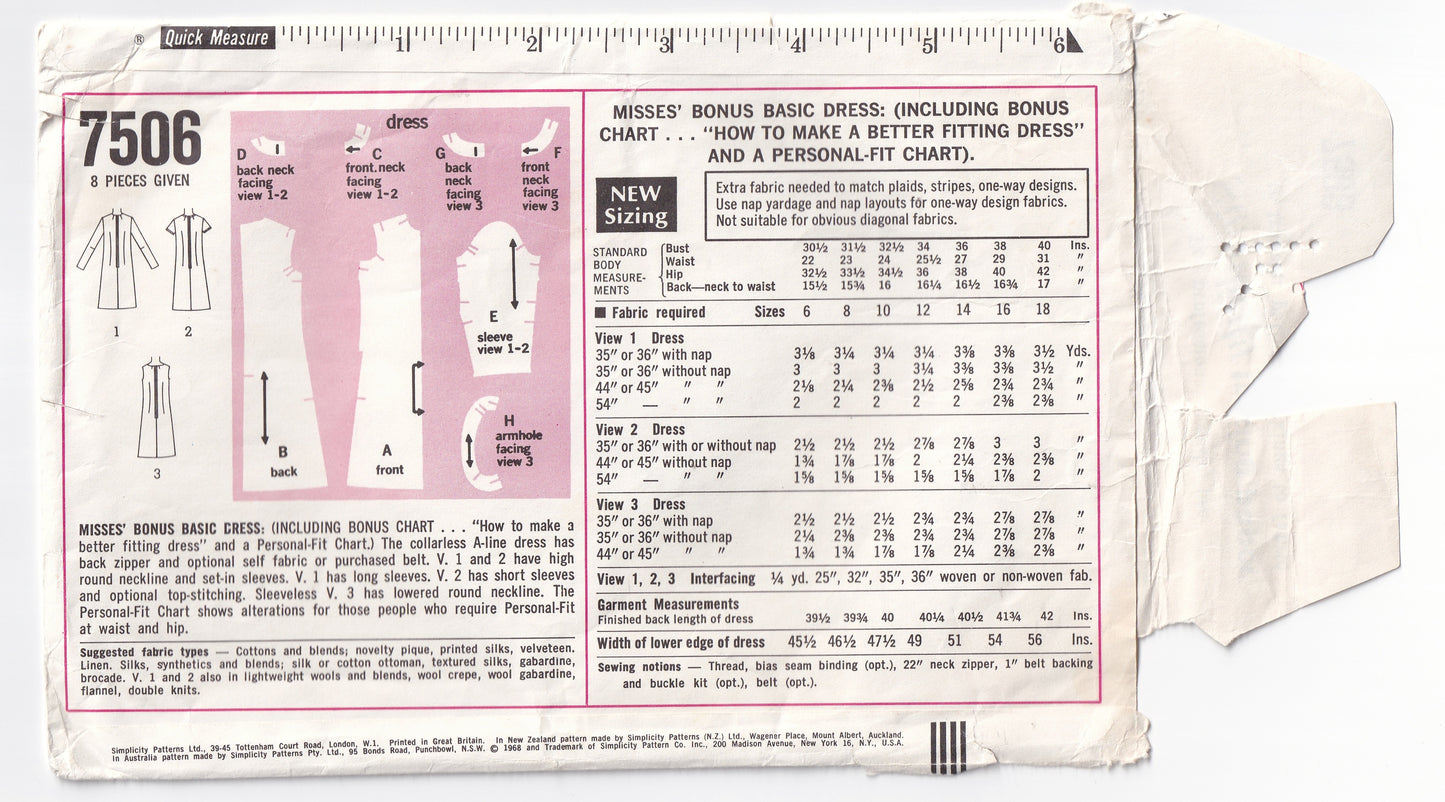 ® Quick Measure 1 2 3 4 5 6
7506
8 PIECES GIVEN
1 2
3
dress
D
back neck
facing
view 1-2
C
front neck
facing
view 1-2
G
back
neck
facing
view 3
F
front
neck
facing
view 3
E
sleeve
view 1-2
B
back
A
front
H
armhole
facing
view 3
MISSES' BONUS BASIC DRESS: (INCLUDING BONUS CHART . . . "How to make a
better fitting dress" and a Personal-Fit Chart.) The collarless A-line dress has
back zipper and optional self fabric or purchased belt. V. 1 and 2 have high
round neckline and set-in sleeves. V. 1 has long sleeves. V. 2 has short sleeves
and optional top-stitching. Sleeveless V. 3 has lowered round neckline. The
Personal-Fit Chart shows alterations for those people who require Personal-Fit
at waist and hip.
Suggested fabric types — Cottons and blends; novelty pique, printed silks, velveteen.
Linen. Silks, synthetics and blends; silk or cotton ottoman, textured silks, gabardine,
brocade. V. 1 and 2 also in lightweight wools and blends, wool crepe, wool gabardine,
flannel, double knits.
MISSES' BONUS BASIC DRESS: (INCLUDING BONUS
CHART . . . "HOW TO MAKE A BETTER FITTING DRESS"
AND A PERSONAL-FIT CHART).
NEW
Sizing
Extra fabric needed to match plaids, stripes, one-way designs.
Use nap yardage and nap layouts for one-way design fabrics.
Not suitable for obvious diagonal fabrics.
STANDARD
BODY
MEASURE-
MENTS
Bust 30½ 31½ 32½ 34 36 38 40 Ins.
Waist 22 23 24 25½ 27 29 31 "
Hip 32½ 33½ 34½ 36 38 40 42 "
Back—neck to waist 15½ 15¾ 16 16¼ 16½ 16¾ 17 "
■ Fabric required Sizes 6 8 10 12 14 16 18
View 1 Dress
35" or 36" with nap 3⅛ 3¼ 3¼ 3¼ 3⅜ 3⅜ 3½ Yds.
35" or 36" without nap 3 3 3 3¼ 3⅜ 3⅜ 3½ "
44" or 45" " " 2⅛ 2¼ 2⅜ 2½ 2⅝ 2¾ 2¾ "
54" — " " 2 2 2 2 2 2⅜ 2⅜ "
View 2 Dress
35" or 36" with or without nap 2½ 2½ 2½ 2⅞ 2⅞ 3 3 "
44" or 45" without nap 1¾ 1⅞ 1⅞ 2 2¼ 2⅜ 2⅜ "
54" — " " 1⅝ 1⅝ 1⅝ 1⅝ 1⅝ 1⅞ 2 "
View 3 Dress
35" or 36" with nap 2½ 2½ 2½ 2¾ 2¾ 2⅞ 2⅞ "
35" or 36" without nap 2¼ 2⅜ 2⅜ 2¾ 2¾ 2⅞ 2⅞ "
44" or 45" " " 1¾ 1¾ 1⅞ 1⅞ 2¼ 2⅜ 2⅜ "
View 1, 2, 3 Interfacing ¼ yd. 25", 32", 35", 36" woven or non-woven fab.
Garment Measurements
Finished back length of dress 39½ 39¾ 40 40¼ 40½ 41¾ 42 Ins.
Width of lower edge of dress 45½ 46½ 47½ 49 51 54 56 Ins.
Sewing notions — Thread, bias seam binding (opt.), 22" neck zipper, 1" belt backing
and buckle kit (opt.), belt (opt.).
Simplicity Patterns Ltd., 39-45 Tottenham Court Road, London, W.1. Printed in Great Britain. In New Zealand pattern made by Simplicity Patterns (N.Z.) Ltd., Wagener Place, Mount Albert, Auckland.
In Australia pattern made by Simplicity Patterns Pty. Ltd., 95 Bonds Road, Punchbowl, N.S.W. © 1968 and Trademark of Simplicity Pattern Co. Inc., 200 Madison Avenue, New York 16, N.Y., U.S.A.